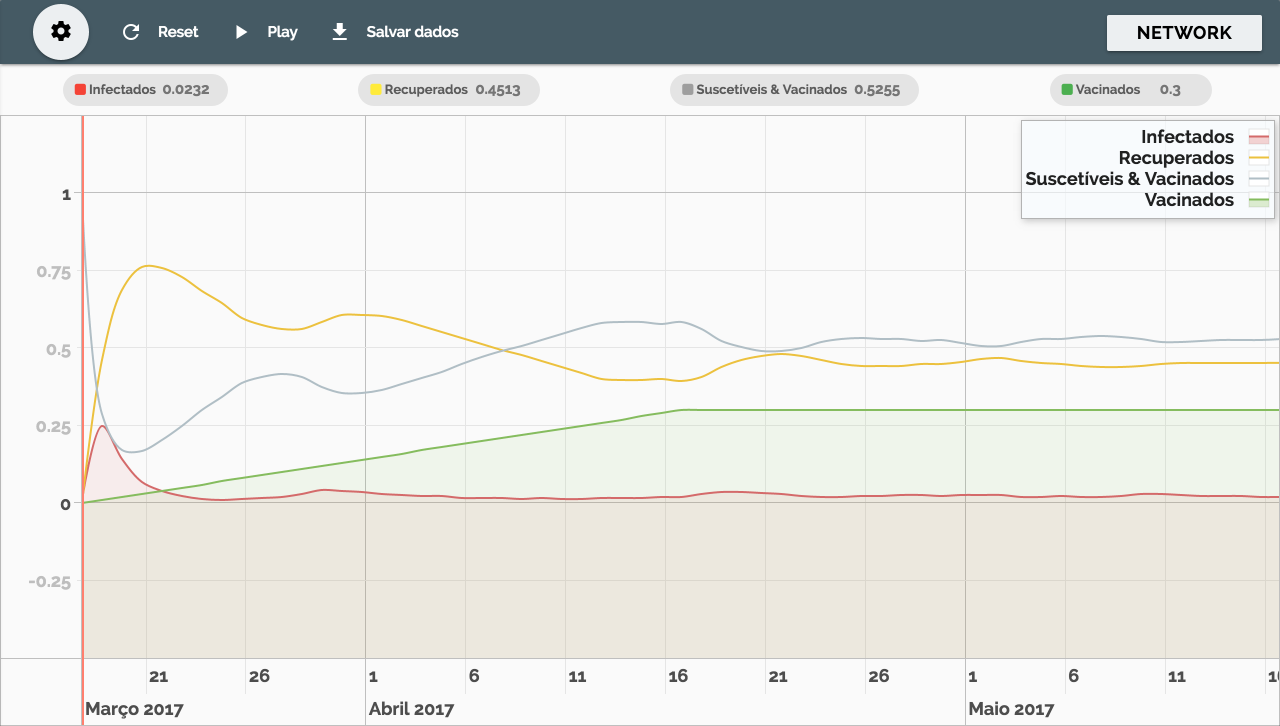 Reset Play Salvar dados NETWORK
Infectados 0.0232 Recuperados 0.4513 Suscetíveis & Vacinados 0.5255 Vacinados 0.3
Infectados
Recuperados
Suscetíveis & Vacinados
Vacinados
1
0.75
0.5
0.25
0
-0.25
21 26 1 6 11 16 21 26 1 6 11
Março 2017 Abril 2017 Maio 2017